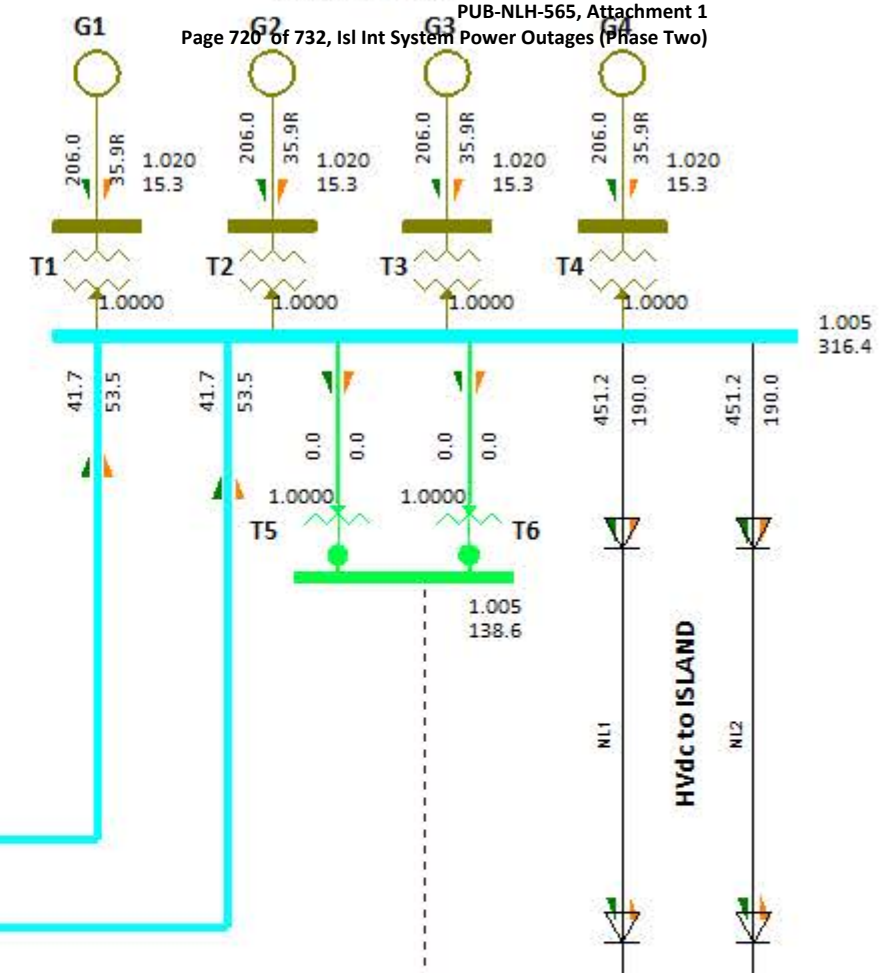 PUB-NLH-565, Attachment 1
Page 720 of 732, Isl Int System Power Outages (Phase Two)
G1
G2
G3
G4
206.0
35.9R
1.020
15.3
206.0
35.9R
1.020
15.3
206.0
35.9R
1.020
15.3
206.0
35.9R
1.020
15.3
T1
T2
T3
T4
1.0000
1.0000
1.0000
1.0000
1.005
316.4
41.7
53.5
41.7
53.5
0.0
0.0
0.0
0.0
451.2
190.0
451.2
190.0
1.0000
1.0000
T5
T6
1.005
138.6
NL1
HVdc to ISLAND
NL2